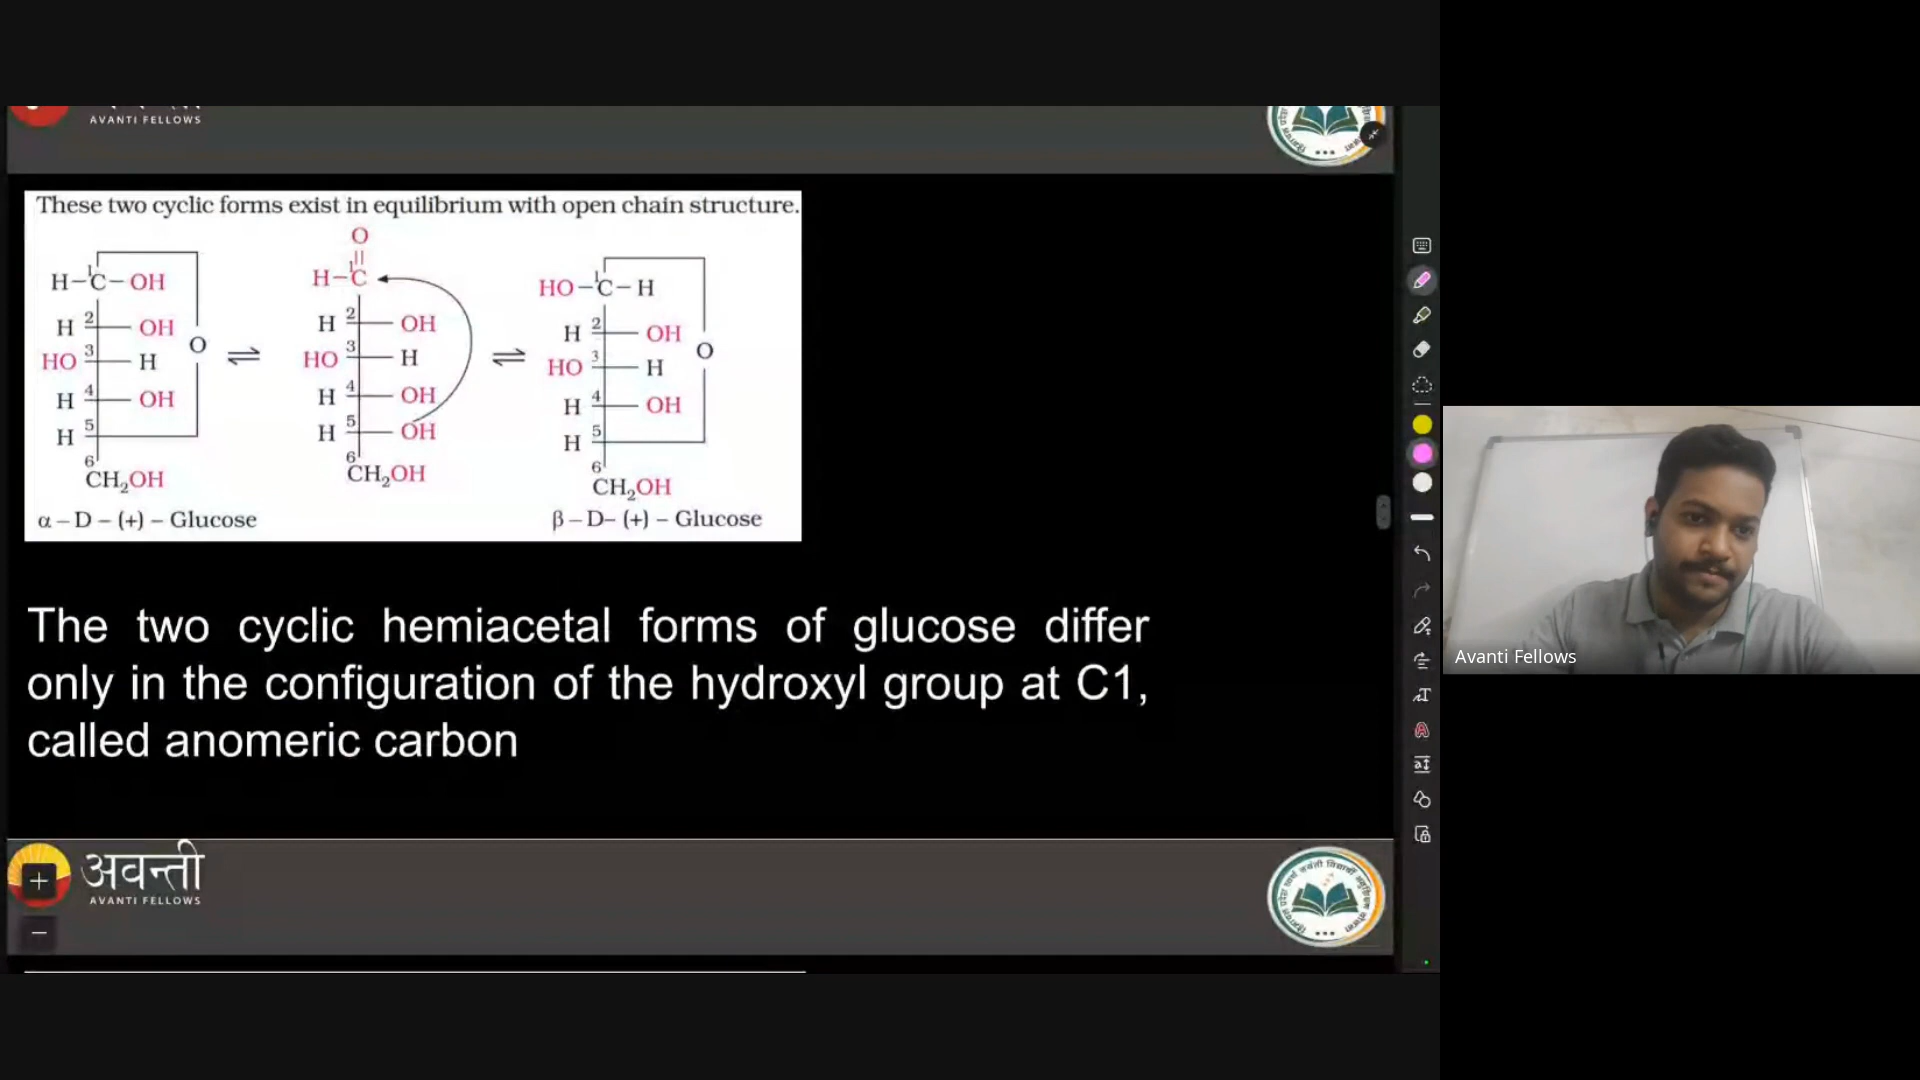 AVANTI FELLOWS
These two cyclic forms exist in equilibrium with open chain structure.
O
H–¹C–OH
H 2 OH
HO 3 H
H 4 OH
H 5
6
CH₂OH
O
α – D – (+) – Glucose
⇌
O
H–¹C
H 2 OH
HO 3 H
H 4 OH
H 5 OH
6
CH₂OH
⇌
HO–¹C–H
H 2 OH
HO 3 H
H 4 OH
H 5
6
CH₂OH
O
β – D– (+) – Glucose
The two cyclic hemiacetal forms of glucose differ
only in the configuration of the hydroxyl group at C1,
called anomeric carbon
अवन्ती
AVANTI FELLOWS
Avanti Fellows